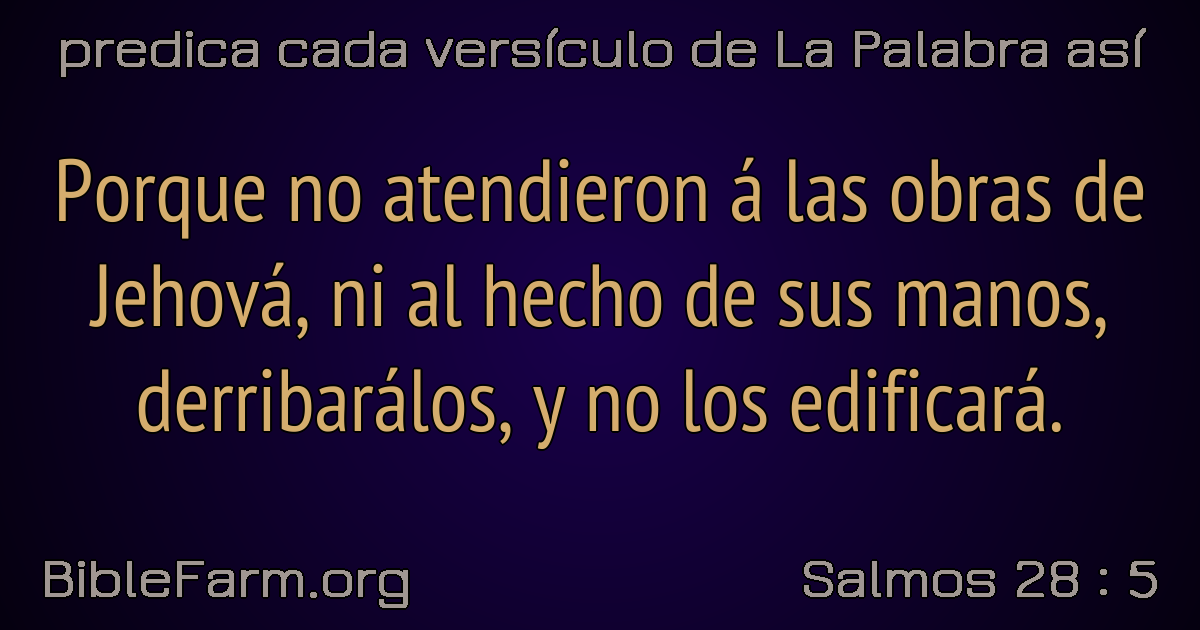 predica cada versículo de La Palabra así
Porque no atendieron á las obras de
Jehová, ni al hecho de sus manos,
derribarálos, y no los edificará.
BibleFarm.org
Salmos 28 : 5